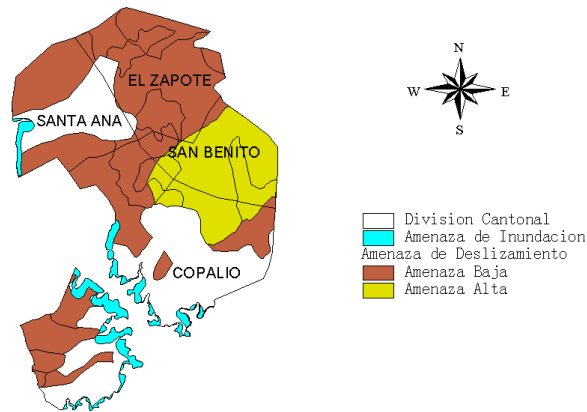 EL ZAPOTE
SANTA ANA
SAN BENITO
COPALIO
N
W E
S
Division Cantonal
Amenaza de Inundacion
Amenaza de Deslizamiento
Amenaza Baja
Amenaza Alta